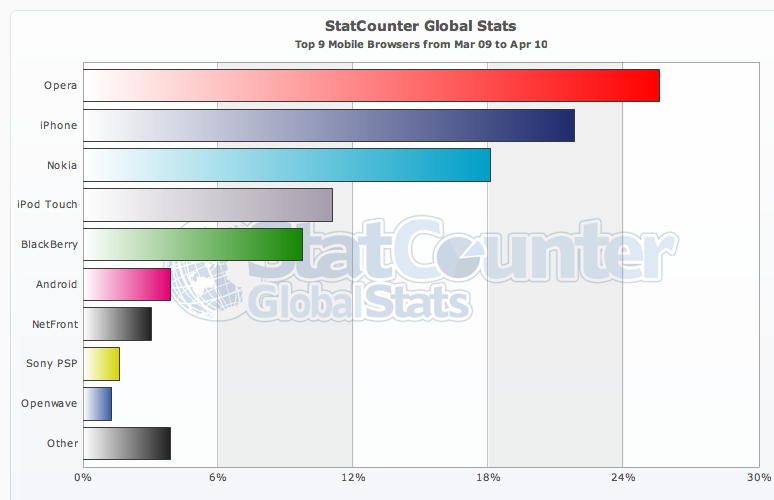 StatCounter Global Stats
Top 9 Mobile Browsers from Mar 09 to Apr 10
Opera
iPhone
Nokia
iPod Touch
BlackBerry
Android
NetFront
Sony PSP
Openwave
Other
StatCounter
GlobalStats
0% 6% 12% 18% 24% 30%